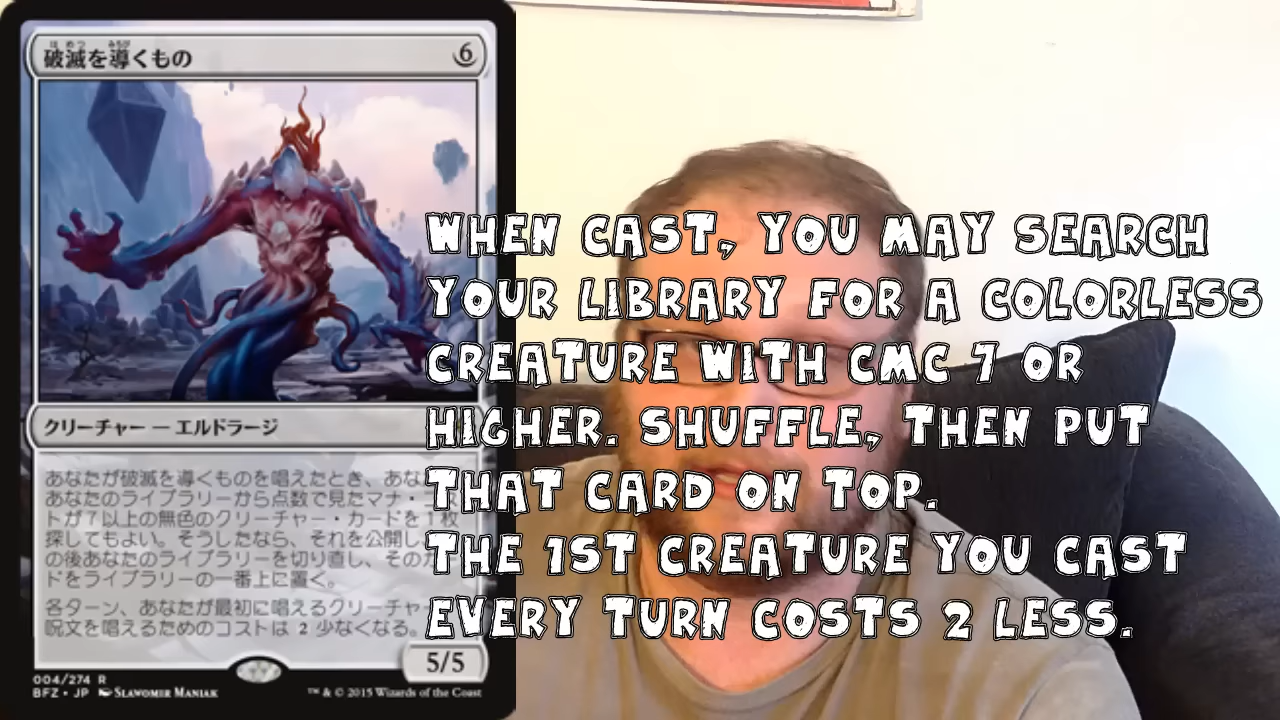 破滅を導くもの
6
クリーチャー — エルドラージ
あなたが破滅を導くものを唱えたとき、あな
あなたのライブラリーから点数で見たマナ・
トが7以上の無色のクリーチャー・カードを1枚
探してもよい。そうしたなら、それを公開し、
の後あなたのライブラリーを切り直し、そのカ
ドをライブラリーの一番上に置く。
各ターン、あなたが最初に唱えるクリーチャ
呪文を唱えるためのコストは 2 少なくなる。
5/5
004/274 R
BFZ • JP Slawomir Maniak
™ & © 2015 Wizards of the Coast
WHEN CAST, YOU MAY SEARCH
YOUR LIBRARY FOR A COLORLESS
CREATURE WITH CMC 7 OR
HIGHER. SHUFFLE, THEN PUT
THAT CARD ON TOP.
THE 1ST CREATURE YOU CAST
EVERY TURN COSTS 2 LESS.